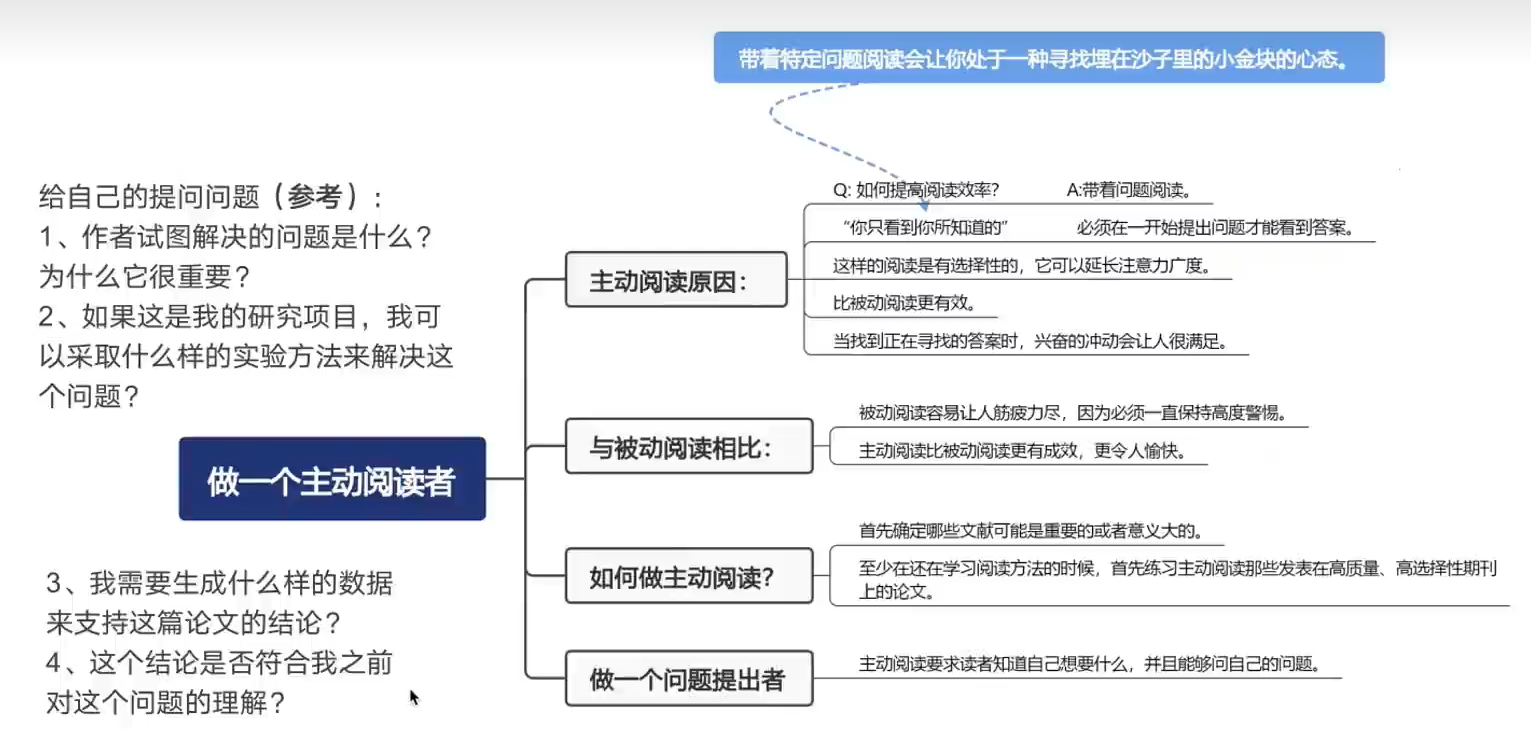 带着特定问题阅读会让你处于一种寻找埋在沙子里的小金块的心态。
给自己的提问问题（参考）:
1、作者试图解决的问题是什么?
为什么它很重要?
2、如果这是我的研究项目，我可
以采取什么样的实验方法来解决这
个问题?
做一个主动阅读者
3、我需要生成什么样的数据
来支持这篇论文的结论?
4、这个结论是否符合我之前
对这个问题的理解?
主动阅读原因:
Q: 如何提高阅读效率? A:带着问题阅读。
“你只看到你所知道的” 必须在一开始提出问题才能看到答案。
这样的阅读是有选择性的，它可以延长注意力广度。
比被动阅读更有效。
当找到正在寻找的答案时，兴奋的冲动会让人很满足。
与被动阅读相比:
被动阅读容易让人筋疲力尽，因为必须一直保持高度警惕。
主动阅读比被动阅读更有成效，更令人愉快。
如何做主动阅读?
首先确定哪些文献可能是重要的或者意义大的。
至少在还在学习阅读方法的时候，首先练习主动阅读那些发表在高质量、高选择性期刊
上的论文。
做一个问题提出者
主动阅读要求读者知道自己想要什么，并且能够问自己的问题。